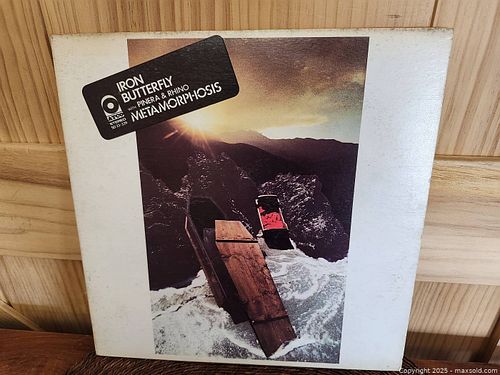 IRON
BUTTERFLY
WITH PINERA & RHINO
METAMORPHOSIS
Copyright 2025 - maxsold.com